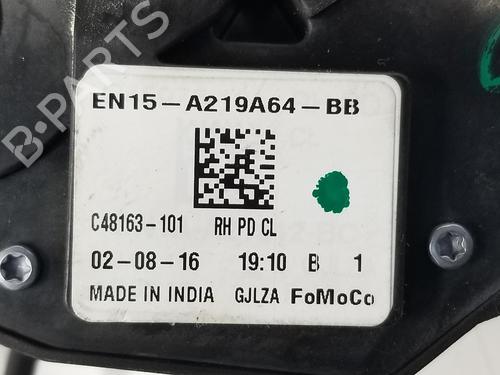 B-PARTS
EN15-A219A64-BB
C48163-101 RH PD CL
02-08-16 19:10 B 1
MADE IN INDIA GJLZA FoMoCo